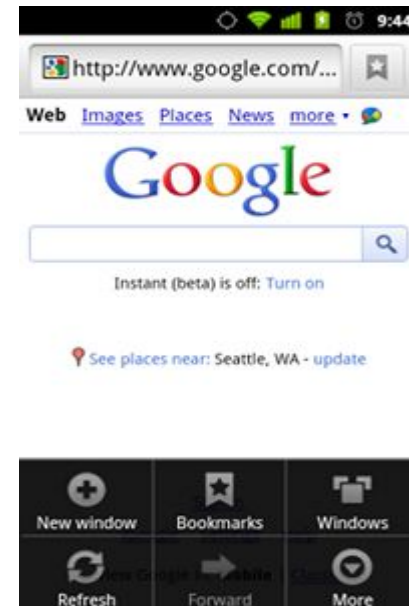 9:44
http://www.google.com/...
Web Images Places News more
Google
Instant (beta) is off: Turn on
See places near: Seattle, WA - update
New window Bookmarks Windows
Refresh Forward More